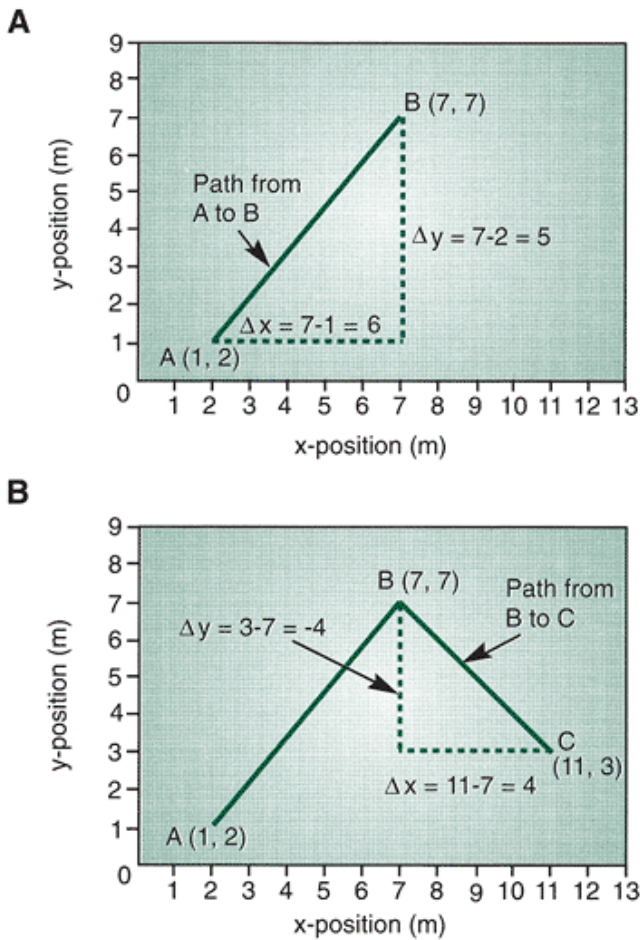 A
9
8
7
6
5
4
3
2
1
0
y-position (m)
B (7, 7)
Path from
A to B
Δy = 7-2 = 5
Δx = 7-1 = 6
A (1, 2)
1 2 3 4 5 6 7 8 9 10 11 12 13
x-position (m)
B
9
8
7
6
5
4
3
2
1
0
y-position (m)
B (7, 7)
Path from
B to C
Δy = 3-7 = -4
C
(11, 3)
Δx = 11-7 = 4
A (1, 2)
1 2 3 4 5 6 7 8 9 10 11 12 13
x-position (m)